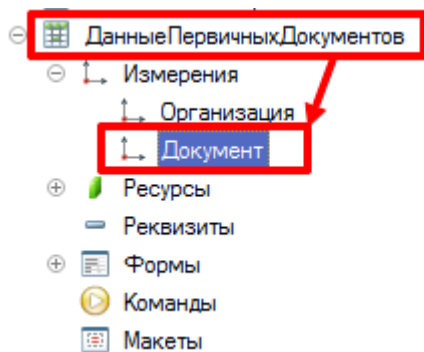 ДанныеПервичныхДокументов
Измерения
Организация
Документ
Ресурсы
Реквизиты
Формы
Команды
Макеты